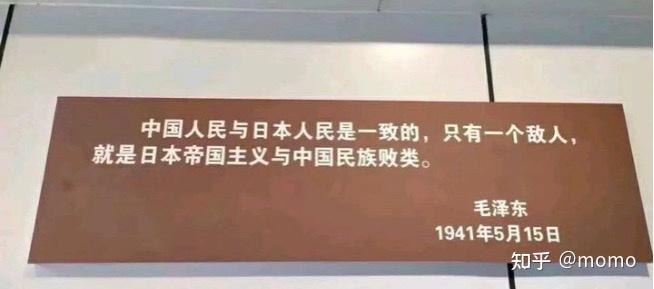 中国人民与日本人民是一致的，只有一个敌人，
就是日本帝国主义与中国民族败类。
毛泽东
1941年5月15日
知乎 @momo